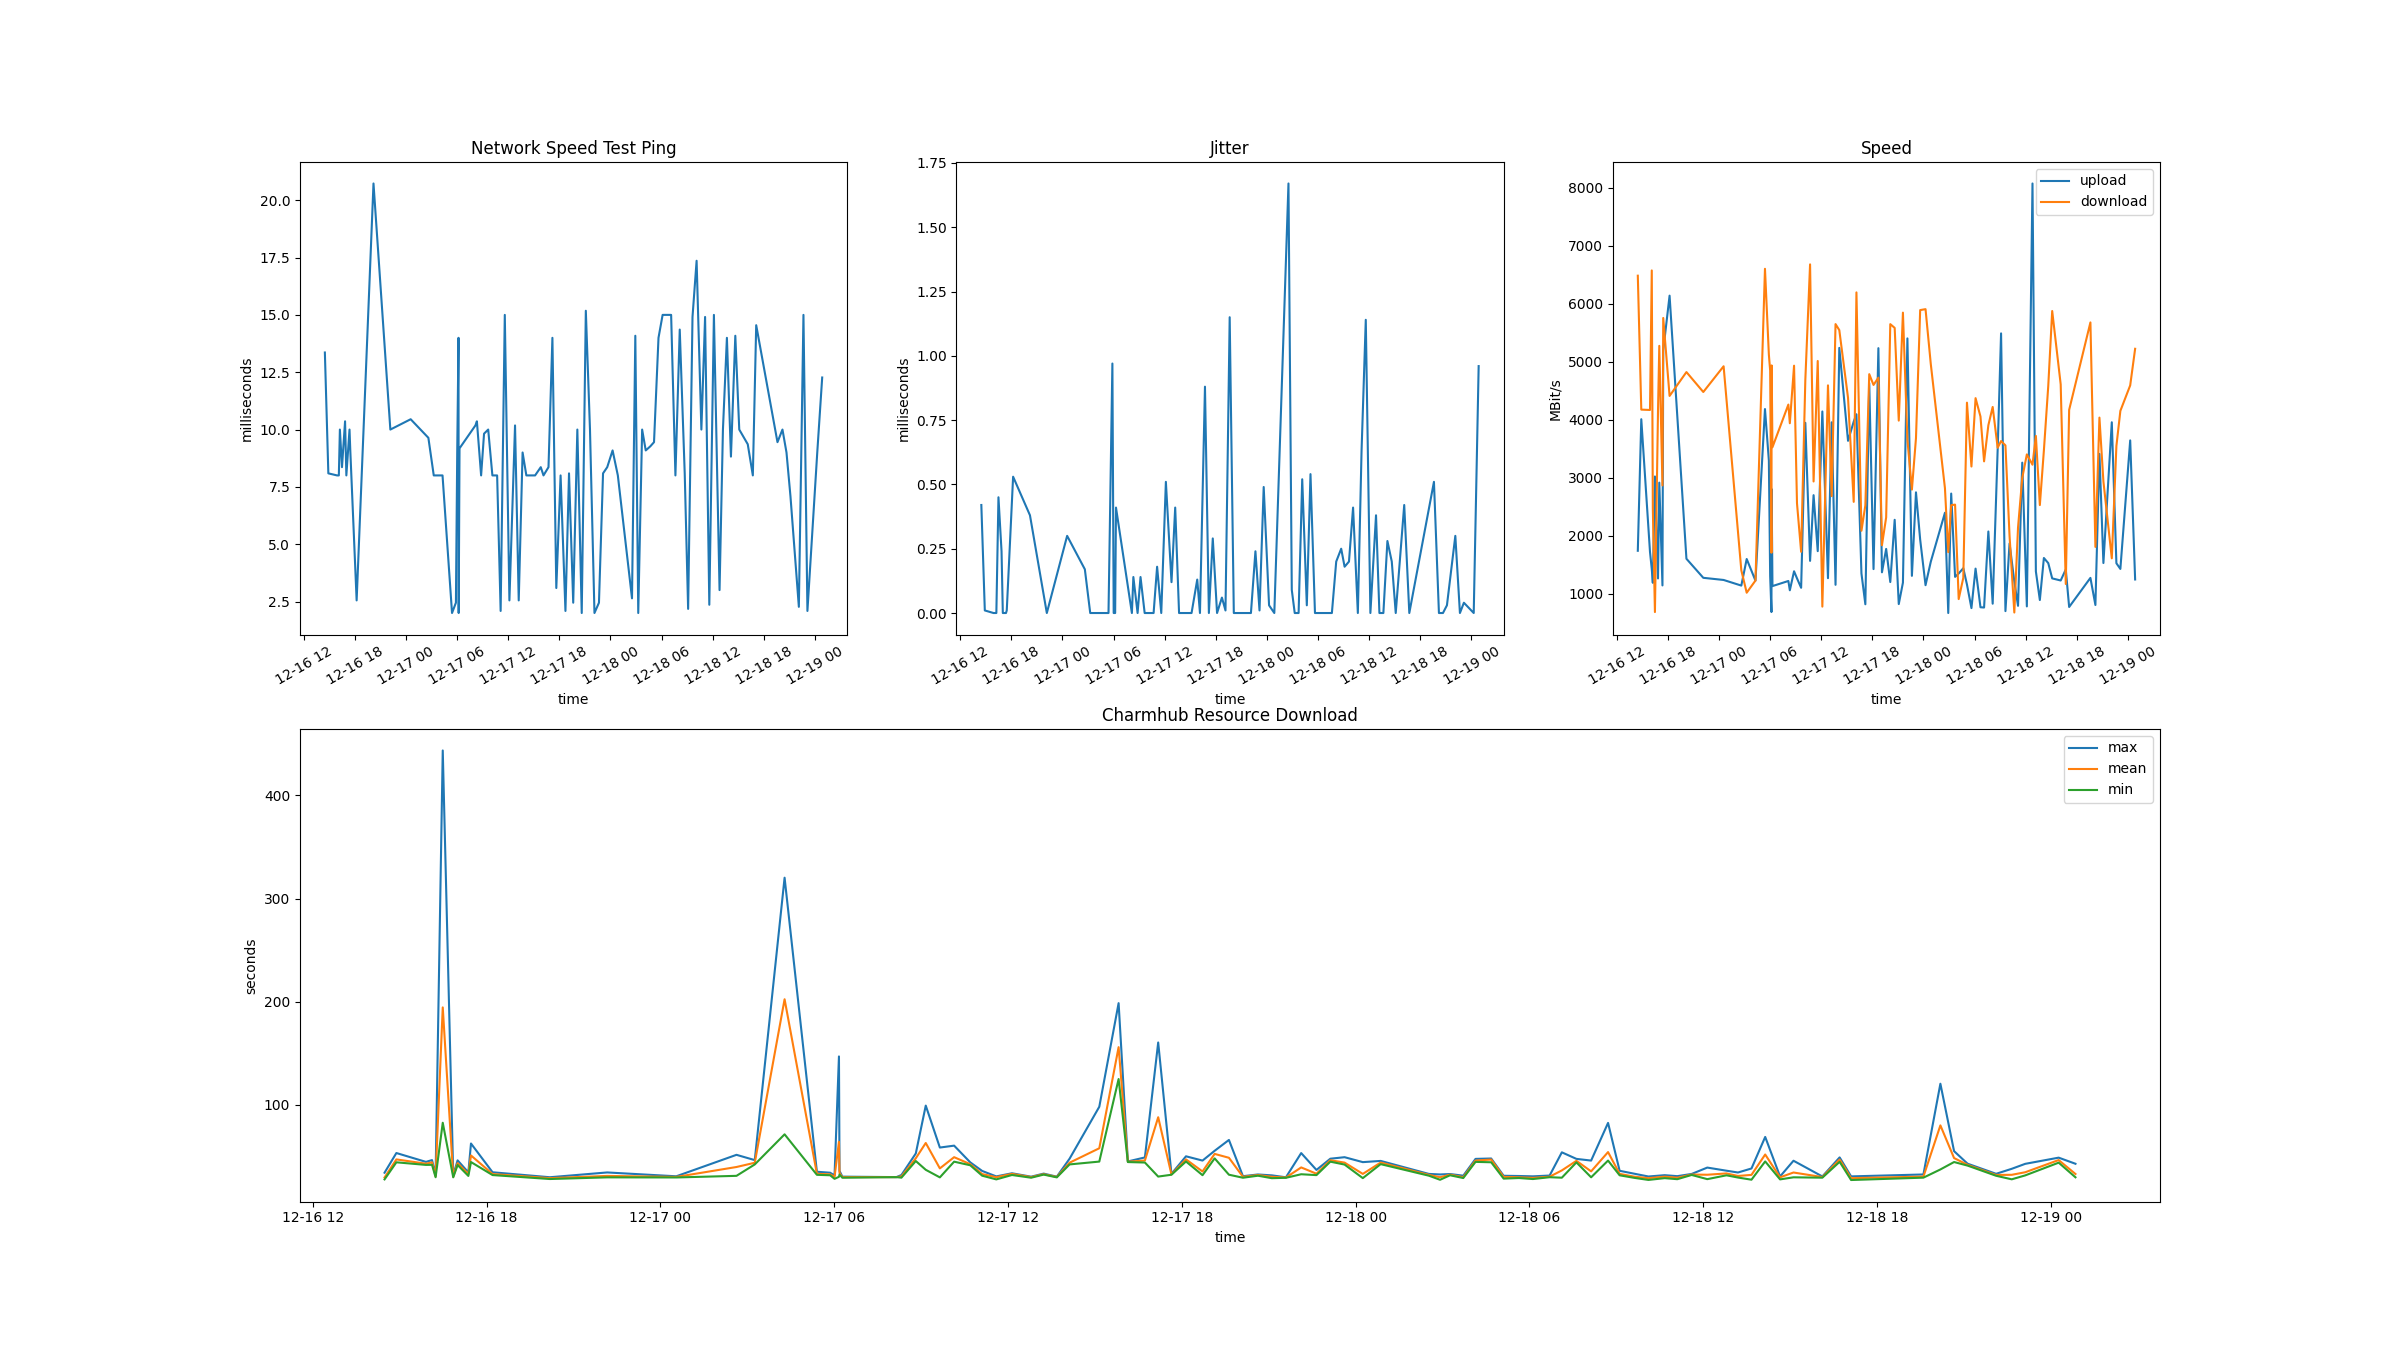 Network Speed Test Ping
20.0
17.5
15.0
12.5
10.0
7.5
5.0
2.5
milliseconds
12-16 12 12-16 18 12-17 00 12-17 06 12-17 12 12-17 18 12-18 00 12-18 06 12-18 12 12-18 18 12-19 00
time
Jitter
1.75
1.50
1.25
1.00
0.75
0.50
0.25
0.00
milliseconds
12-16 12 12-16 18 12-17 00 12-17 06 12-17 12 12-17 18 12-18 00 12-18 06 12-18 12 12-18 18 12-19 00
time
Speed
8000
7000
6000
5000
4000
3000
2000
1000
MBit/s
upload
download
12-16 12 12-16 18 12-17 00 12-17 06 12-17 12 12-17 18 12-18 00 12-18 06 12-18 12 12-18 18 12-19 00
time
Charmhub Resource Download
400
300
200
100
seconds
max
mean
min
12-16 12 12-16 18 12-17 00 12-17 06 12-17 12 12-17 18 12-18 00 12-18 06 12-18 12 12-18 18 12-19 00
time